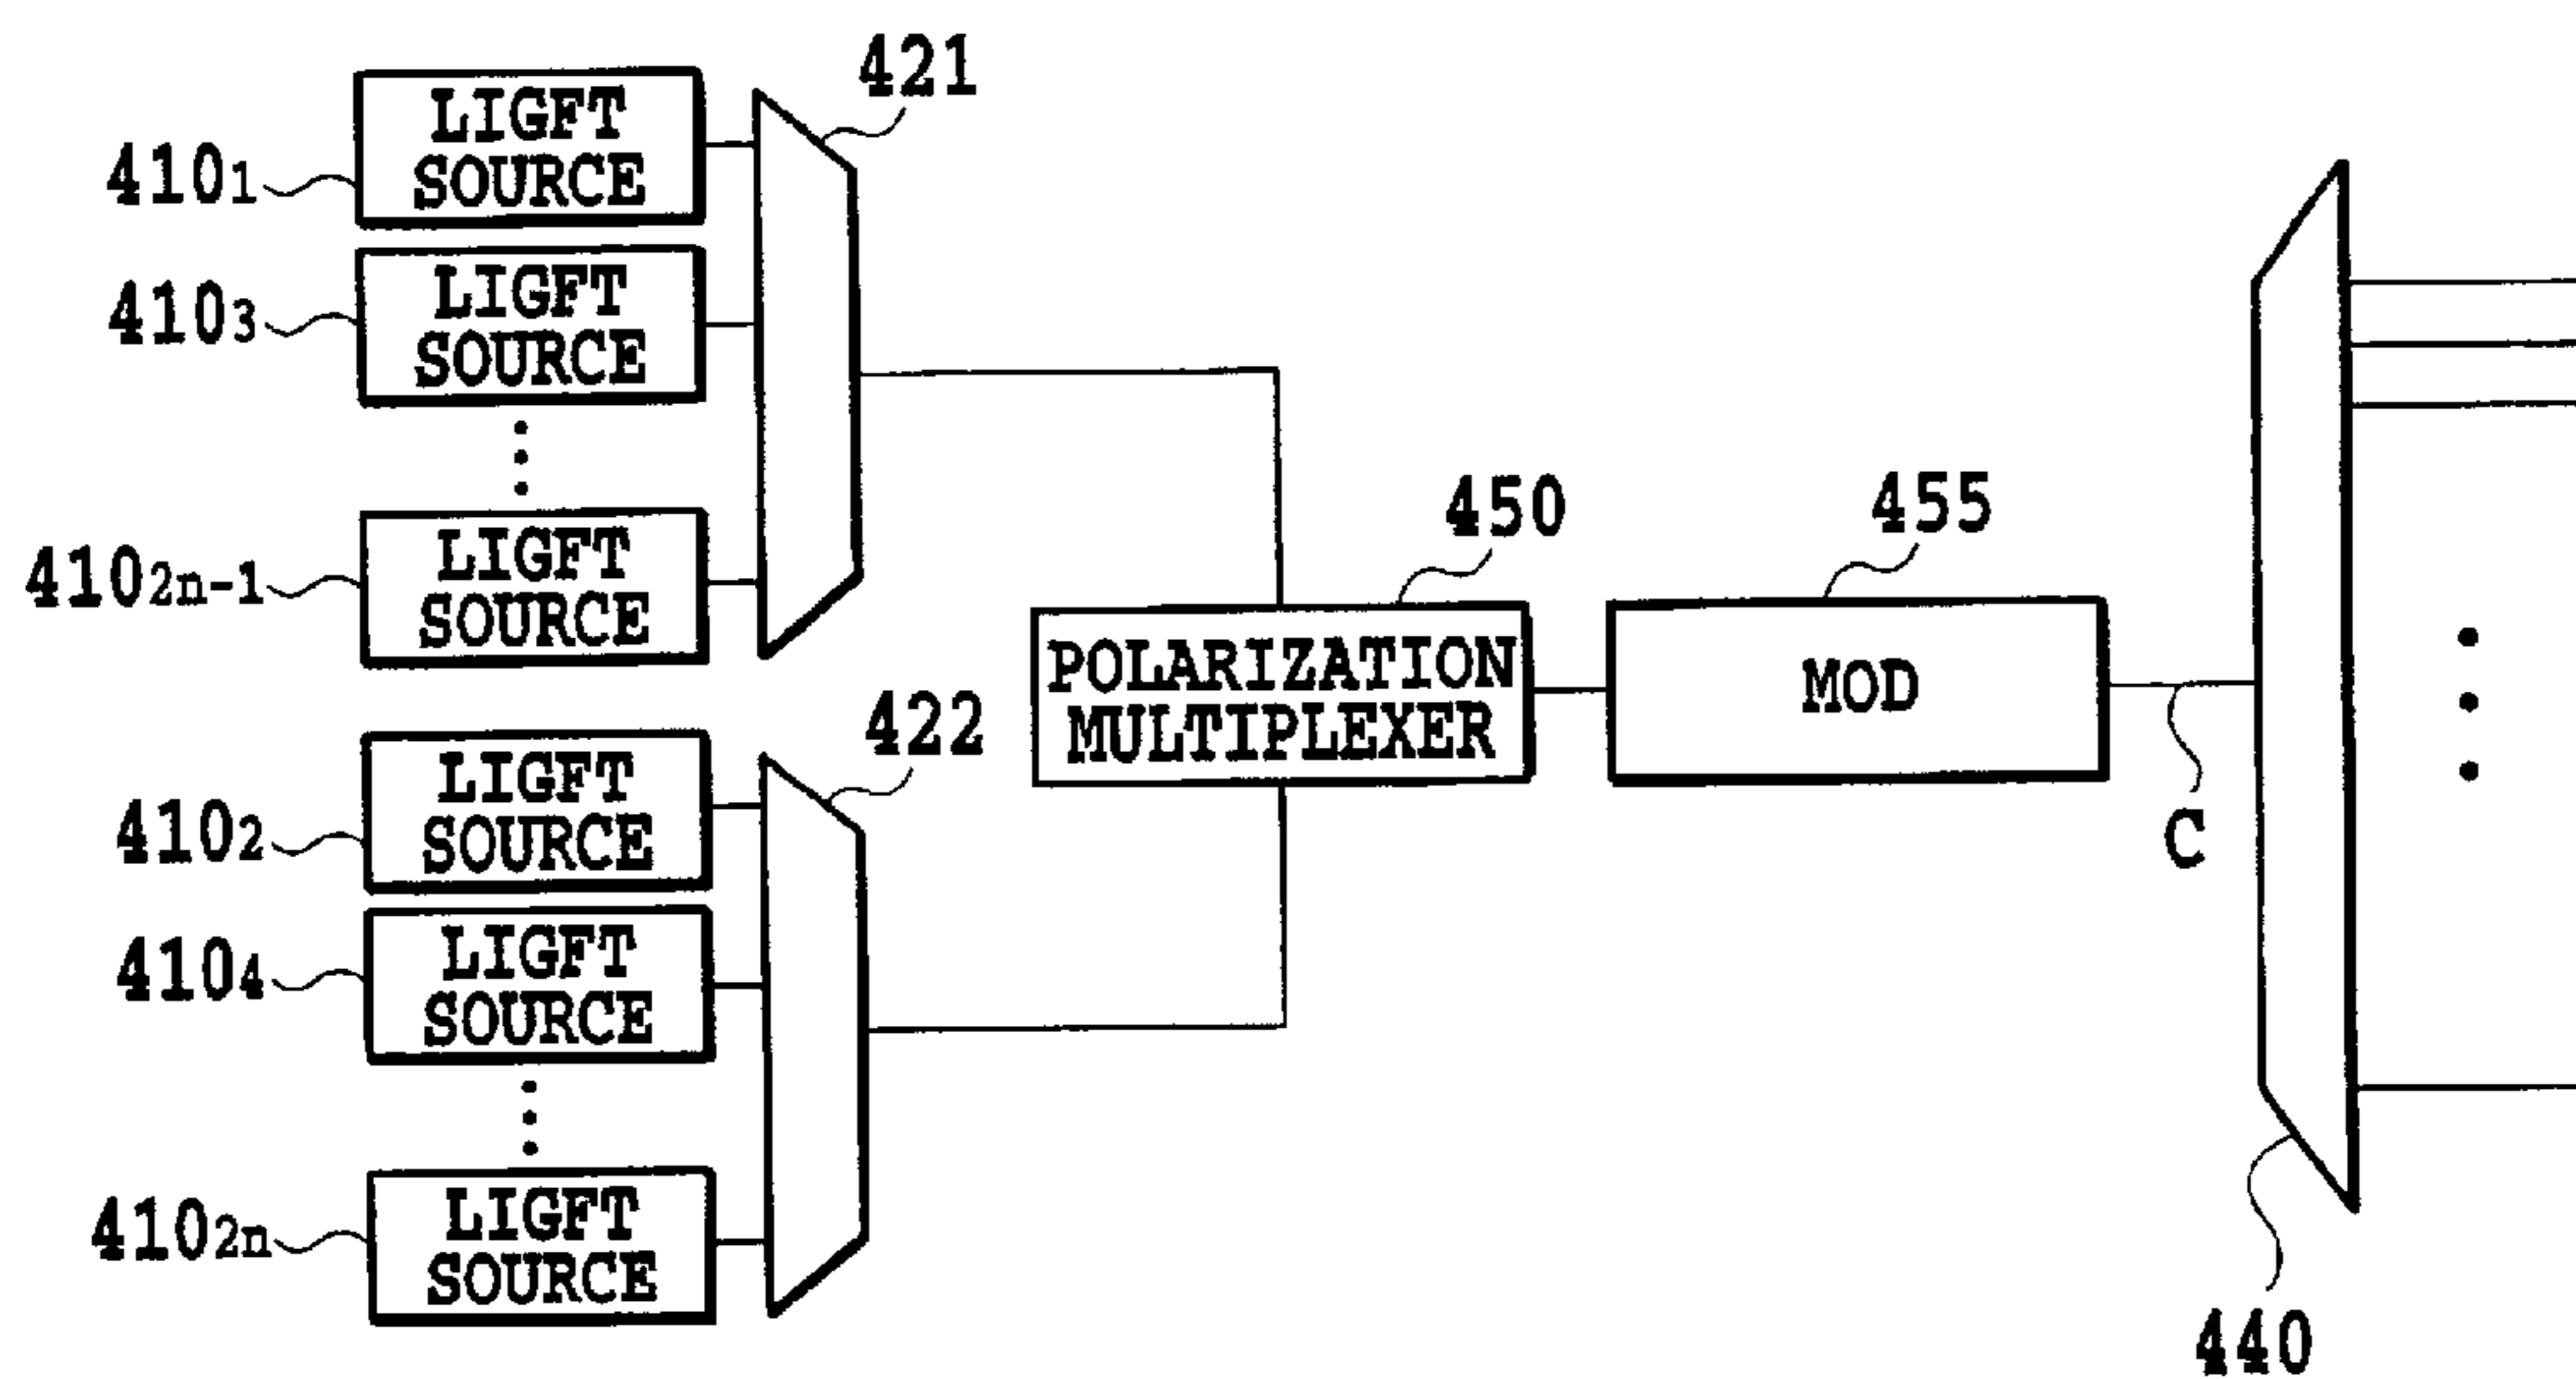 421
LIGFT
SOURCE
4101
LIGFT
SOURCE
4103
LIGFT
SOURCE
4102n-1
450
455
POLARIZATION
MULTIPLEXER
MOD
C
422
LIGFT
SOURCE
4102
LIGFT
SOURCE
4104
LIGFT
SOURCE
4102n
440